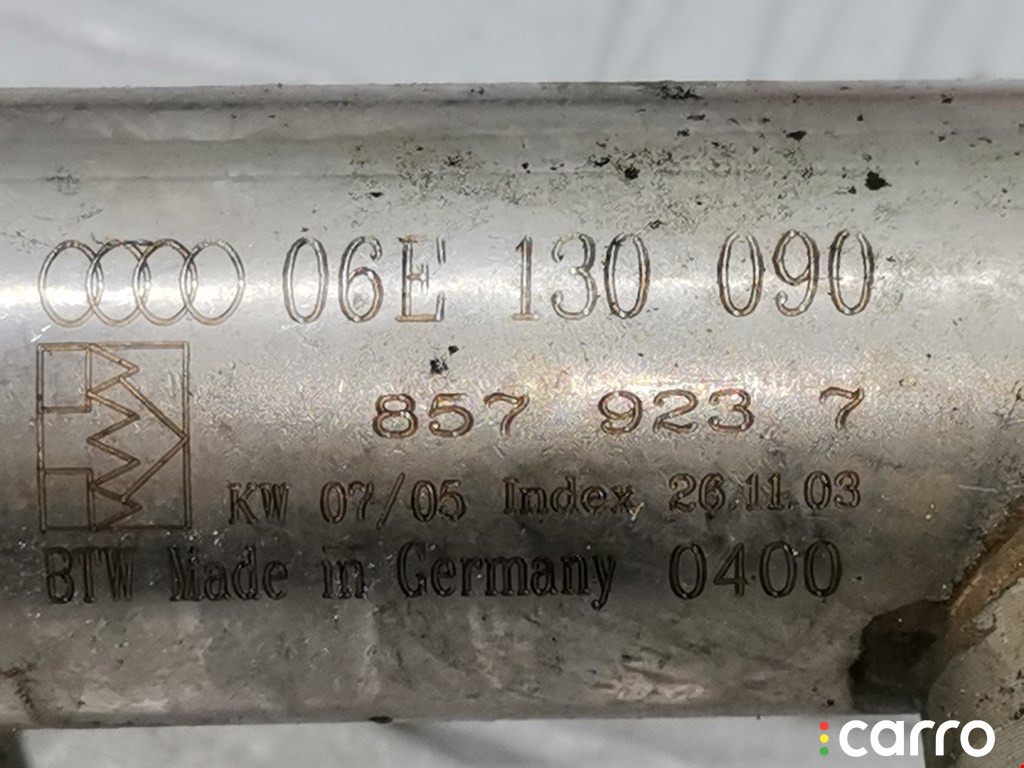 06E 130 090
857 923 7
KW 07/05 Index 26.11.03
BTW Made in Germany 0400
carro